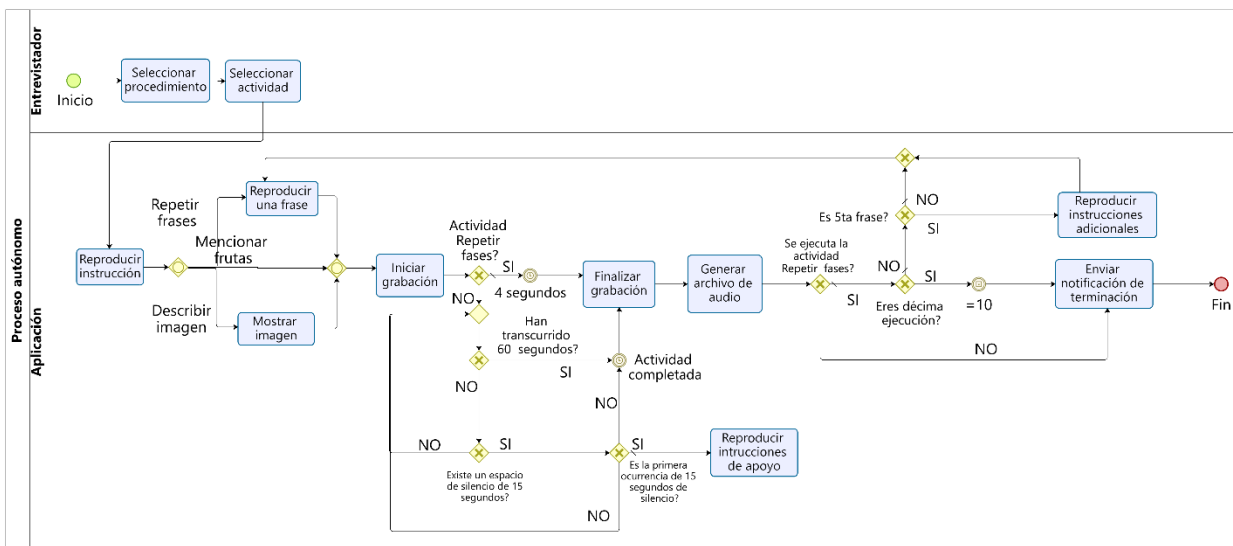 Proceso autónomo
Entrevistador
Inicio
Seleccionar
procedimiento
Seleccionar
actividad
Aplicación
Reproducir
instrucción
Repetir
frases
Mencionar
frutas
Describir
imagen
Reproducir
una frase
Mostrar
imagen
Iniciar
grabación
Actividad
Repetir
fases?
SI
4 segundos
NO
Han
transcurrido
60 segundos?
SI
NO
Actividad
completada
NO
NO
SI
Existe un espacio
de silencio de 15
segundos?
SI
Es la primera
ocurrencia de 15
segundos de
silencio?
NO
Reproducir
intrucciones
de apoyo
Finalizar
grabación
Generar
archivo de
audio
Se ejecuta la
actividad
Repetir fases?
SI
NO
Eres décima
ejecución?
NO
SI
=10
Es 5ta frase?
NO
SI
Reproducir
instrucciones
adicionales
Enviar
notificación de
terminación
Fin